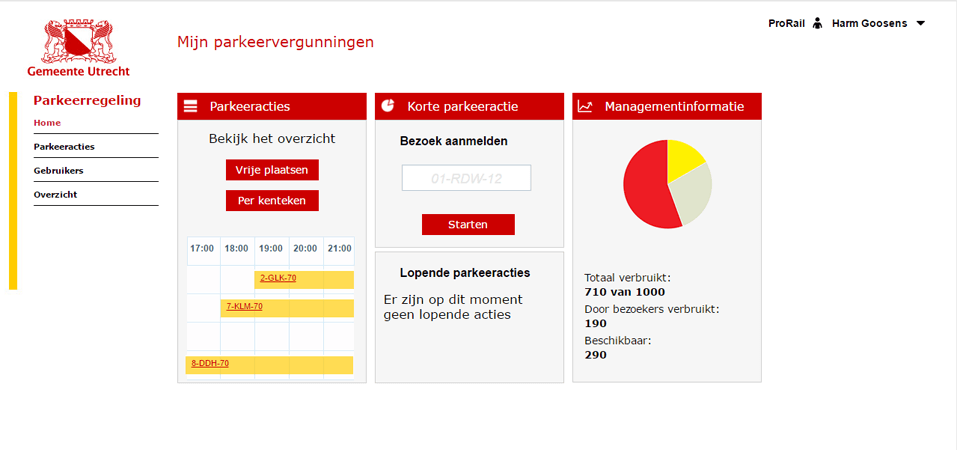 ProRail Harm Goosens
Gemeente Utrecht
Mijn parkeervergunningen
Parkeerregeling
Home
Parkeeracties
Gebruikers
Overzicht
Parkeeracties
Bekijk het overzicht
Vrije plaatsen
Per kenteken
17:00 18:00 19:00 20:00 21:00
2-GLK-70
7-KLM-70
8-DDH-70
Korte parkeeractie
Bezoek aanmelden
01-RDW-12
Starten
Lopende parkeeracties
Er zijn op dit moment
geen lopende acties
Managementinformatie
Totaal verbruikt:
710 van 1000
Door bezoekers verbruikt:
190
Beschikbaar:
290